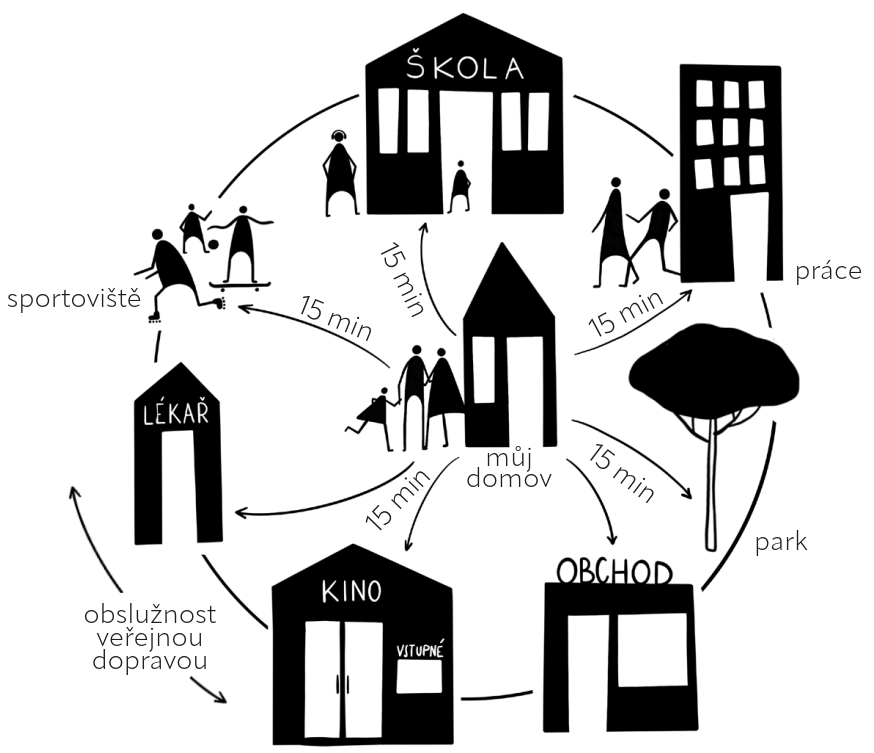 ŠKOLA
práce
sportoviště
15 min
15 min
15 min
LÉKAŘ
můj
domov
15 min
15 min
park
OBCHOD
KINO
VSTUPNÉ
obslužnost
veřejnou
dopravou